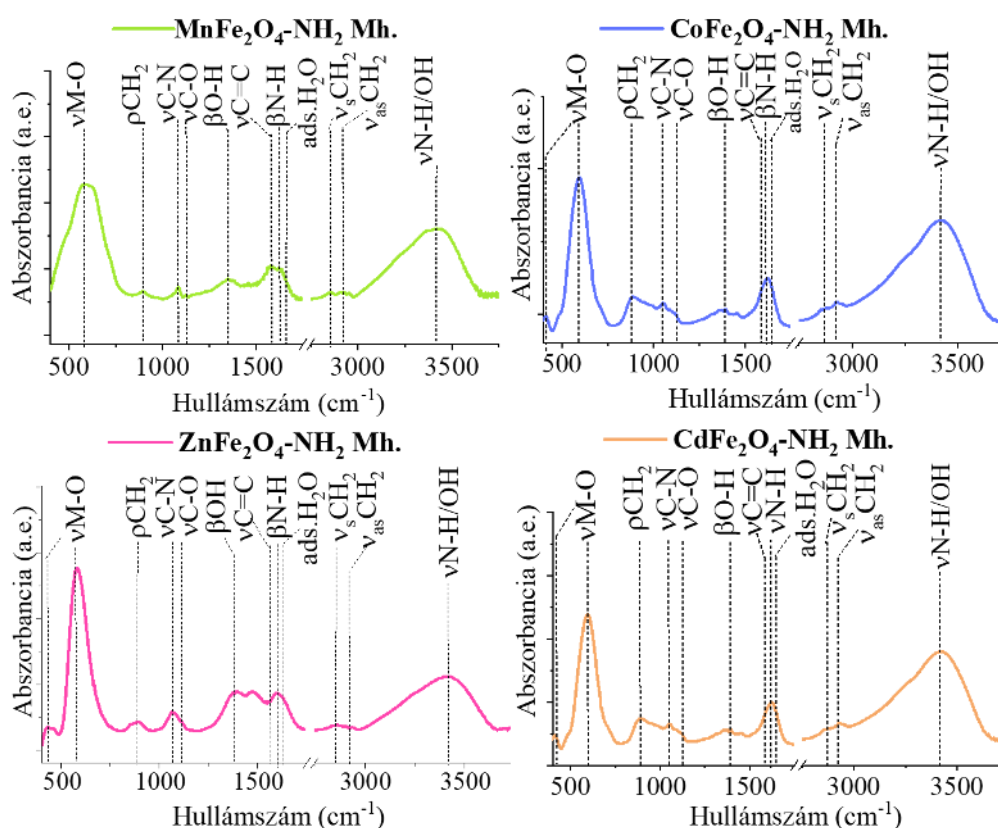 MnFe₂O₄-NH₂ Mh.
νM-O
ρCH₂
νC-N
νC-O
βO-H
νC=C
βN-H
ads.H₂O
νₛCH₂
νₐₛCH₂
νN-H/OH
Abszorbancia (a.e.)
500 1000 1500 3000 3500
Hullámszám (cm⁻¹)
CoFe₂O₄-NH₂ Mh.
νM-O
ρCH₂
νC-N
νC-O
βO-H
νC=C
βN-H
ads.H₂O
νₛCH₂
νₐₛCH₂
νN-H/OH
Abszorbancia (a.e.)
500 1000 1500 3000 3500
Hullámszám (cm⁻¹)
ZnFe₂O₄-NH₂ Mh.
νM-O
ρCH₂
νC-N
νC-O
βOH
νC=C
βN-H
ads.H₂O
νₛCH₂
νₐₛCH₂
νN-H/OH
Abszorbancia (a.e.)
500 1000 1500 3000 3500
Hullámszám (cm⁻¹)
CdFe₂O₄-NH₂ Mh.
νM-O
ρCH₂
νC-N
νC-O
βO-H
νC=C
νN-H
ads.H₂O
νₛCH₂
νₐₛCH₂
νN-H/OH
Abszorbancia (a.e.)
500 1000 1500 3000 3500
Hullámszám (cm⁻¹)